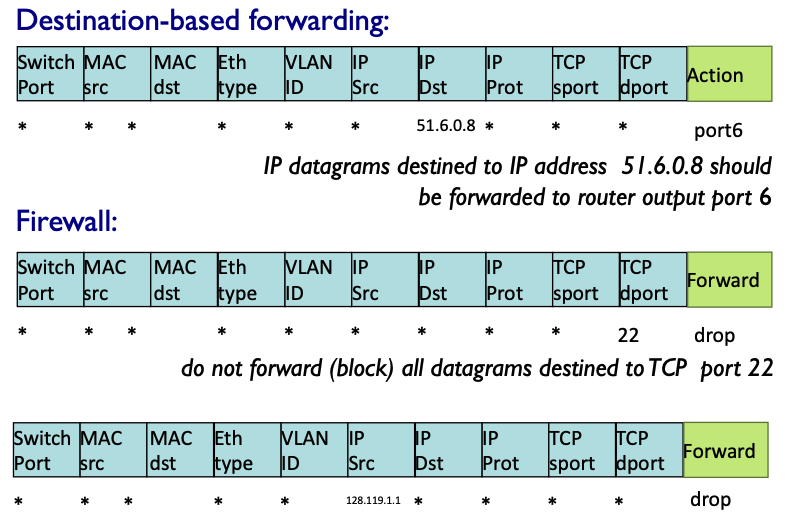 Destination-based forwarding:
Switch MAC MAC Eth VLAN IP IP IP TCP TCP Action
Port src dst type ID Src Dst Prot sport dport
* * * * * * 51.6.0.8 * * * port6
IP datagrams destined to IP address 51.6.0.8 should
be forwarded to router output port 6
Firewall:
Switch MAC MAC Eth VLAN IP IP IP TCP TCP Forward
Port src dst type ID Src Dst Prot sport dport
* * * * * * * * * 22 drop
do not forward (block) all datagrams destined to TCP port 22
Switch MAC MAC Eth VLAN IP IP IP TCP TCP Forward
Port src dst type ID Src Dst Prot sport dport
* * * * * 128.119.1.1 * * * * drop